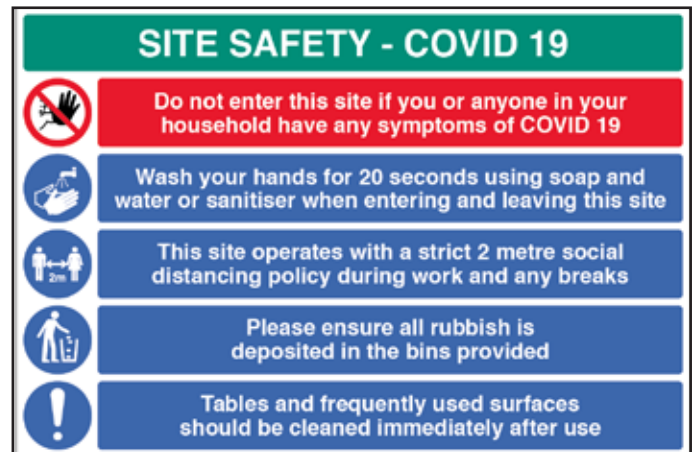 SITE SAFETY - COVID 19
Do not enter this site if you or anyone in your
household have any symptoms of COVID 19
Wash your hands for 20 seconds using soap and
water or sanitiser when entering and leaving this site
This site operates with a strict 2 metre social
distancing policy during work and any breaks
2m
Please ensure all rubbish is
deposited in the bins provided
Tables and frequently used surfaces
should be cleaned immediately after use